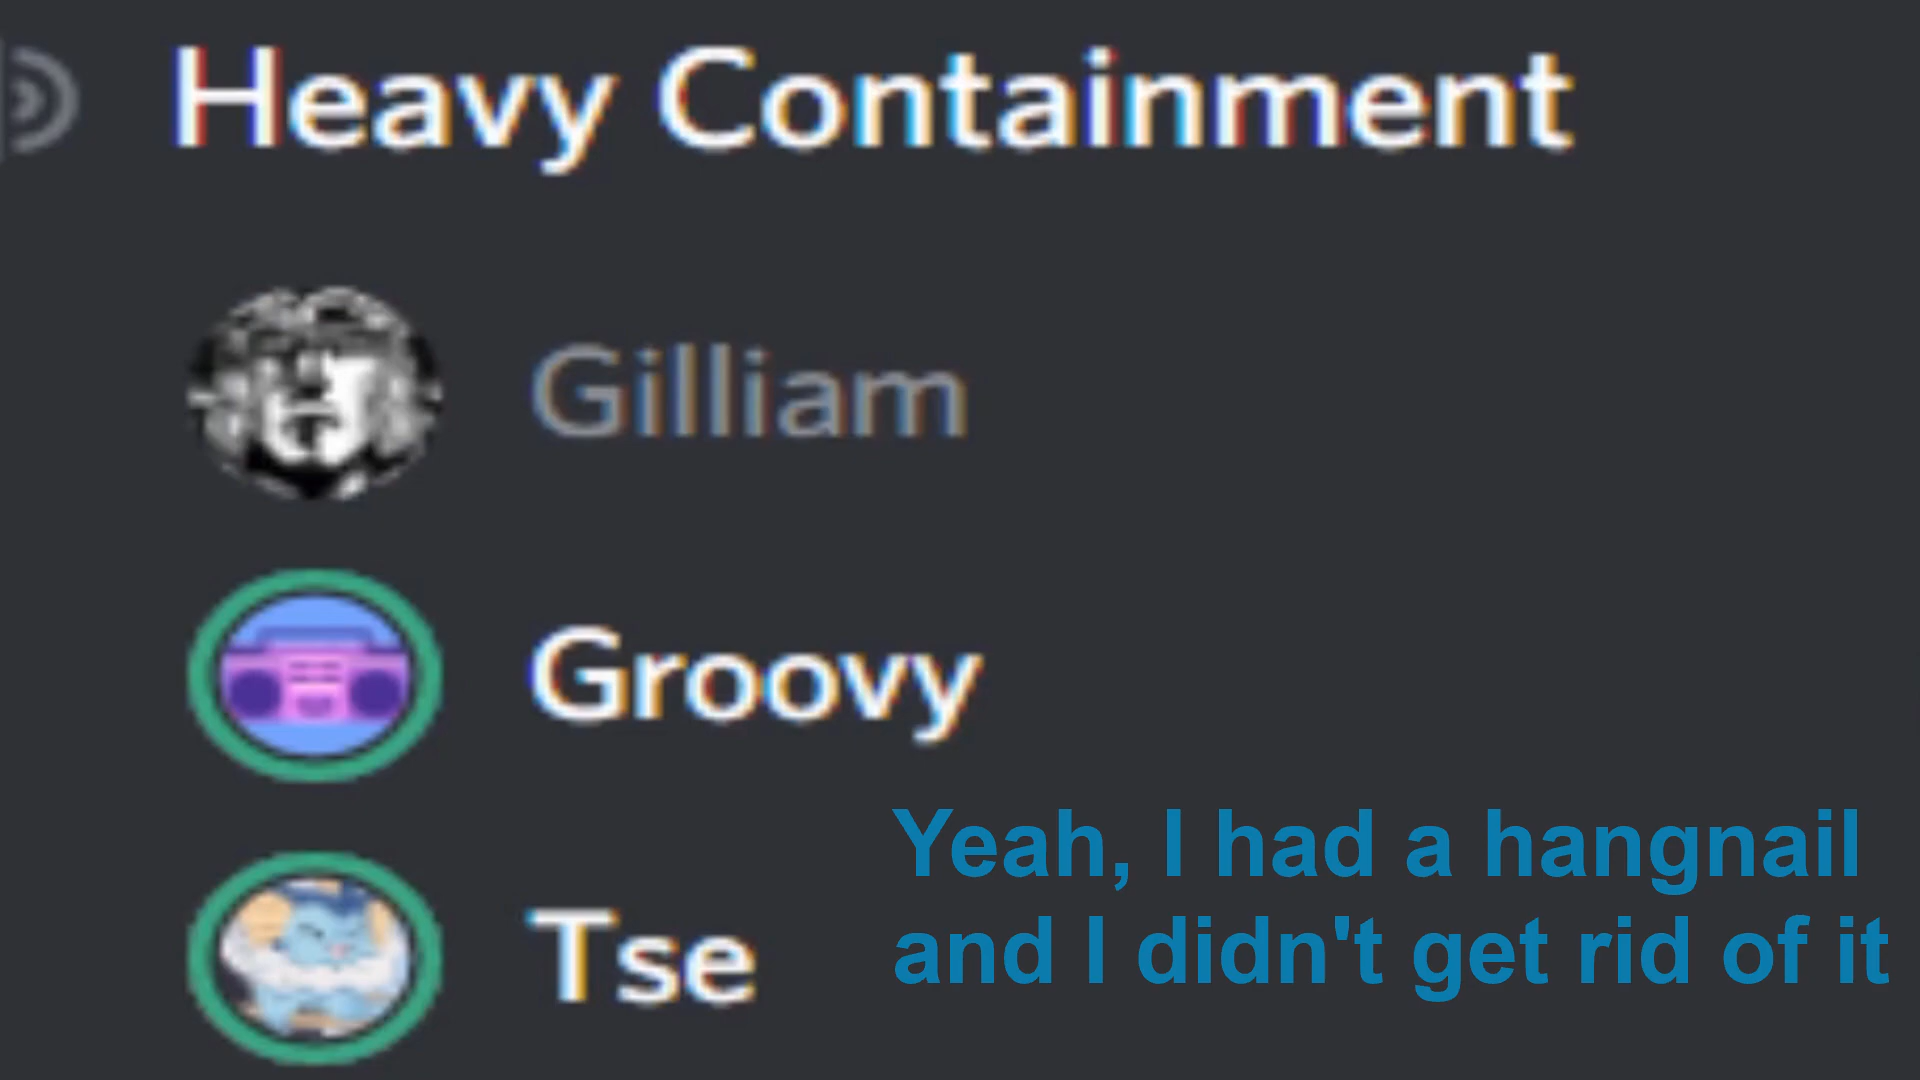 Heavy Containment
Gilliam
Groovy
Tse
Yeah, I had a hangnail
and I didn't get rid of it